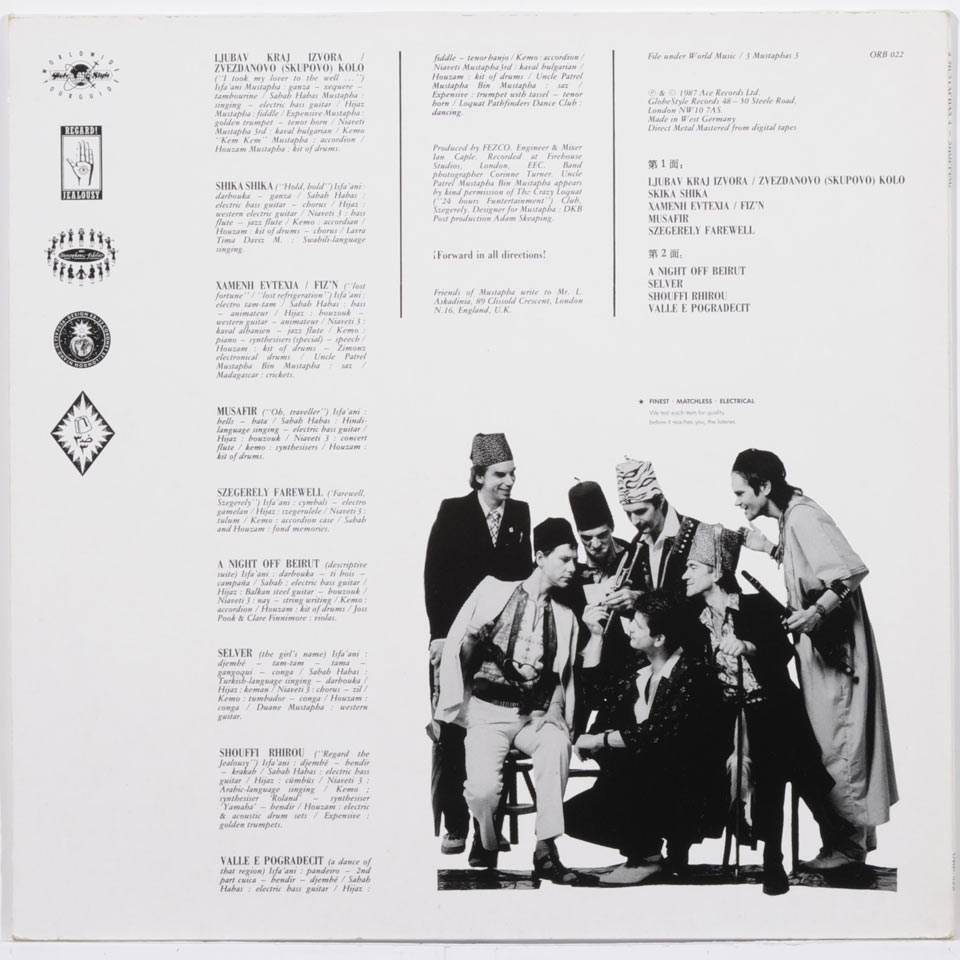 WORLDWIDE
GlobeStyle
YOUR GUIDE
REGARD!
JEALOUSY
LJUBAV KRAJ IZVORA /
ZVEZDANOVO (SKUPOVO) KOLO
("I took my lover to the well ...")
Isfa'ani Mustapha : ganza – xequere –
tambourine / Sabah Habas Mustapha :
singing – electric bass guitar / Hijaz
Mustapha : fiddle / Expensive Mustapha :
golden trumpet – tenor horn / Niaveti
Mustapha 3rd : kaval bulgarian / Kemo
"Kem Kem" Mustapha : accordion /
Houzam Mustapha : kit of drums.
SHIKA SHIKA ("Hold, hold") Isfa'ani :
darbouka – ganza / Sabah Habas :
electric bass guitar – chorus / Hijaz :
western electric guitar / Niaveti 3 : bass
flute – jazz flute / Kemo : accordian /
Houzam : kit of drums – chorus / Lavra
Tima Daviz M. : Swahili-language
singing.
XAMENH EVTEXIA / FIZ'N ("lost
fortune" / "lost refrigeration") Isfa'ani :
electro tam-tam / Sabah Habas : bass
– animateur / Hijaz : bouzouk –
western guitar – animateur / Niaveti 3 :
kaval albanien – jazz flute / Kemo :
piano – synthesisers (special) – speech /
Houzam : kit of drums – Zimonz
electronical drums / Uncle Patrel
Mustapha Bin Mustapha : saz /
Madagascar : crickets.
MUSAFIR ("Oh, traveller") Isfa'ani :
bells – bata / Sabah Habas : Hindi-
language singing – electric bass guitar /
Hijaz : bouzouk / Niaveti 3 : concert
flute / kemo : synthesisers / Houzam :
kit of drums.
SZEGERELY FAREWELL ('Farewell,
Szegerely") Isfa'ani : cymbali – electro
gamelan / Hijaz : szegerulele / Niaveti 3 :
tulum / Kemo : accordion case / Sabah
and Houzam : fond memories.
A NIGHT OFF BEIRUT (descriptive
suite) Isfa'ani : darbouka – ti bois –
campaña / Sabah : electric bass guitar /
Hijaz : Balkan steel guitar – bouzouk /
Niaveti 3 : nay – string writing / Kemo :
accordion / Houzam : kit of drums / Joss
Pook & Clare Finnimore : violas.
SELVER (the girl's name) Isfa'ani :
djembé – tam-tam – tama –
gangoqui – conga / Sabah Habas :
Turkish-language singing – darbouka /
Hijaz : keman / Niaveti 3 : chorus – zil /
Kemo : tumbador – conga / Houzam :
conga / Duane Mustapha : western
guitar.
SHOUFFI RHIROU ("Regard the
Jealousy") Isfa'ani : djembé – bendir
– krakab / Sabah Habas : electric bass
guitar / Hijaz : cümbüs / Niaveti 3 :
Arabic-language singing / Kemo ;
synthesiser 'Roland' – synthesiser
'Yamaha' – bendir / Houzam : electric
& acoustic drum sets / Expensive :
golden trumpets.
VALLE E POGRADECIT (a dance of
that region) Isfa'ani : pandeiro – 2nd
part cuica – bendir – djembé / Sabah
Habas : electric bass guitar / Hijaz :
fiddle – tenor banjo / Kemo : accordion /
Niaveti Mustapha 3rd : kaval bulgarian /
Houzam : kit of drums / Uncle Patrel
Mustapha Bin Mustapha : saz /
Expensive : trumpet with tassel – tenor
horn / Loquat Pathfinders Dance Club :
dancing.
Produced by FEZCO. Engineer & Mixer
Ian Caple. Recorded at Firehouse
Studios, London, EEC. Band
photographer Corinne Turner. Uncle
Patrel Mustapha Bin Mustapha appears
by kind permission of The Crazy Loquat
("24 hours Funtertainment") Club,
Szegerely. Designer for Mustapha : DKB
Post production Adam Skeaping.
¡Forward in all directions!
Friends of Mustapha write to Mr. L.
Askadinia, 89 Clissold Crescent, London
N.16, England, U.K.
File under World Music / 3 Mustaphas 3
ORB 022
℗ & © 1987 Ace Records Ltd.
GlobeStyle Records 48 – 50 Steele Road,
London NW10 7AS.
Made in West Germany
Direct Metal Mastered from digital tapes
第 1 面 :
LJUBAV KRAJ IZVORA / ZVEZDANOVO (SKUPOVO) KOLO
SKIKA SHIKA
XAMENH EVTEXIA / FIZ'N
MUSAFIR
SZEGERELY FAREWELL
第 2 面 :
A NIGHT OFF BEIRUT
SELVER
SHOUFFI RHIROU
VALLE E POGRADECIT
★ FINEST · MATCHLESS · ELECTRICAL
We test each item for quality
before it reaches you, the listener.